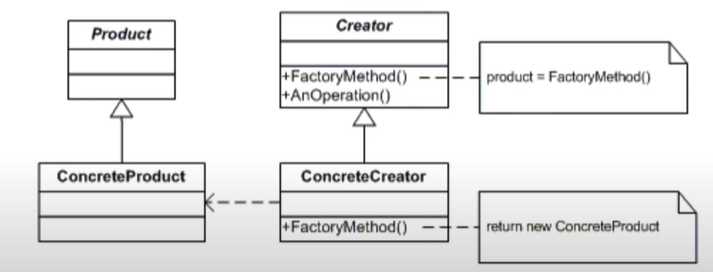 Product
Creator
+FactoryMethod()
+AnOperation()
product = FactoryMethod()
ConcreteProduct
ConcreteCreator
+FactoryMethod()
return new ConcreteProduct